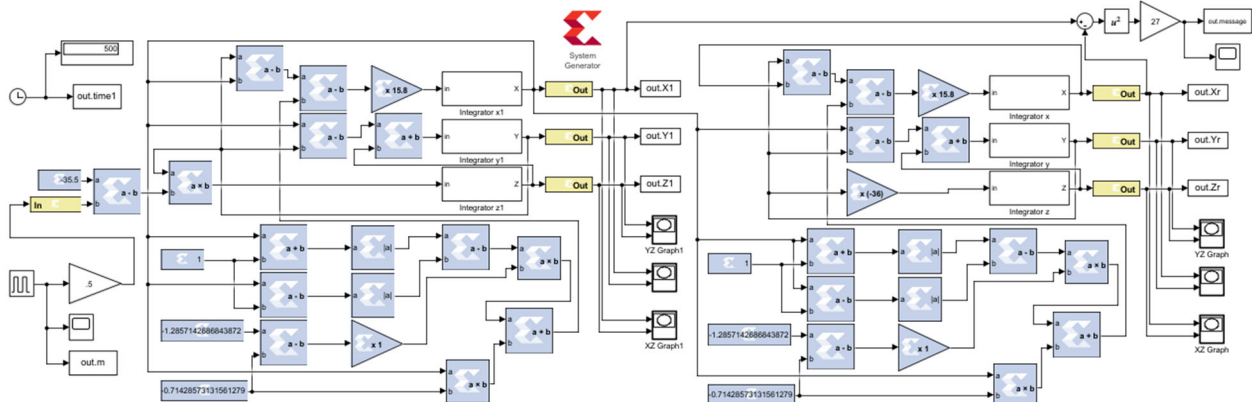 500
out.time1
a
b
a - b
a
b
a - b
x 15.8
in
X
Integrator x1
Out
out.X1
System
Generator
u²
27
out.message
a
b
a - b
a
b
a + b
in
Y
Integrator y1
Out
out.Y1
-35.5
In
a
b
a - b
a
b
a × b
in
Z
Integrator z1
Out
out.Z1
YZ Graph1
XZ Graph1
1
a
b
a + b
|a|
a
b
a - b
a
b
a × b
a
b
a - b
|a|
.5
out.m
-1.2857142686843872
a
b
a - b
x 1
a
b
a + b
-0.71428573131561279
a
b
a × b
a
b
a - b
a
b
a - b
x 15.8
in
X
Integrator x
Out
out.Xr
a
b
a - b
a
b
a + b
in
Y
Integrator y
Out
out.Yr
x (-36)
in
Z
Integrator z
Out
out.Zr
YZ Graph
XZ Graph
1
a
b
a + b
|a|
a
b
a - b
a
b
a × b
a
b
a - b
|a|
-1.2857142686843872
a
b
a - b
x 1
a
b
a + b
-0.71428573131561279
a
b
a × b